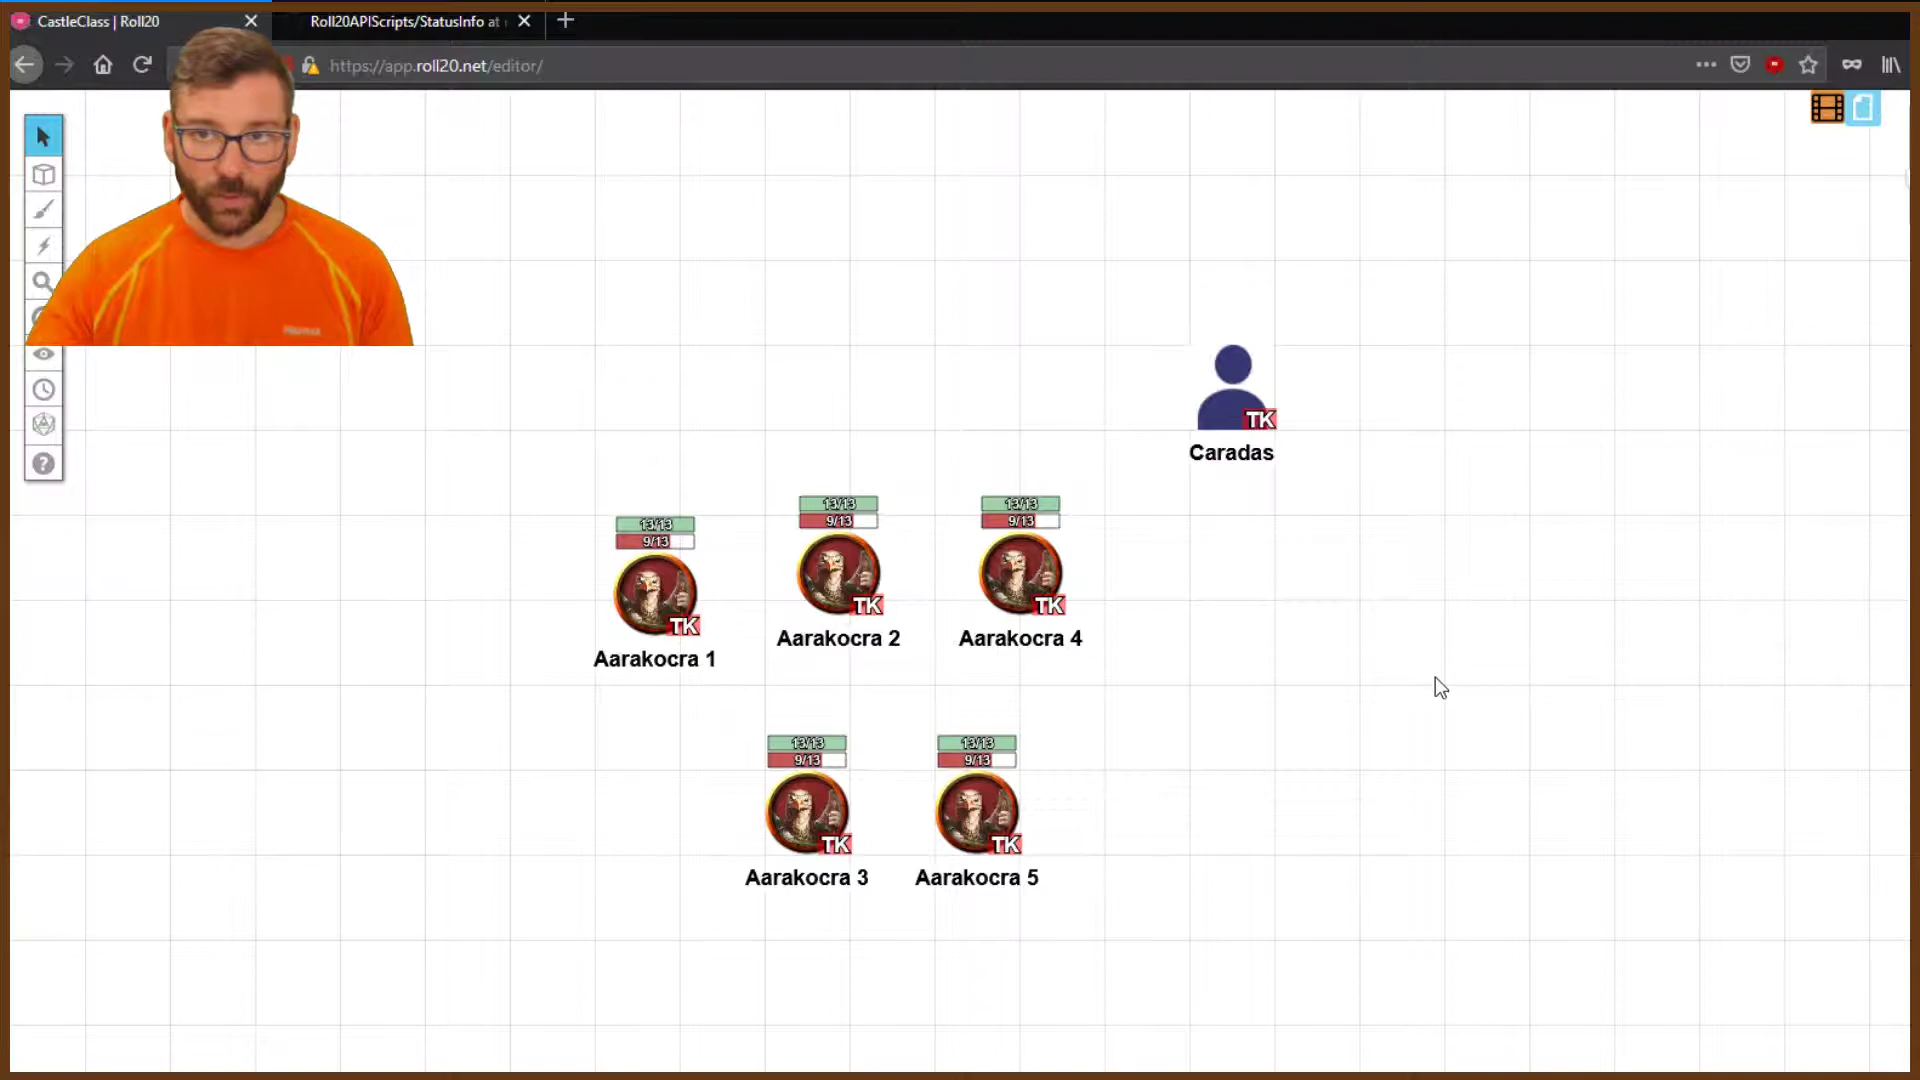 CastleClass | Roll20
Roll20APIScripts/StatusInfo at
https://app.roll20.net/editor/
TK
Caradas
13/13
9/13
TK
Aarakocra 1
13/13
9/13
TK
Aarakocra 2
13/13
9/13
TK
Aarakocra 4
13/13
9/13
TK
Aarakocra 3
13/13
9/13
TK
Aarakocra 5